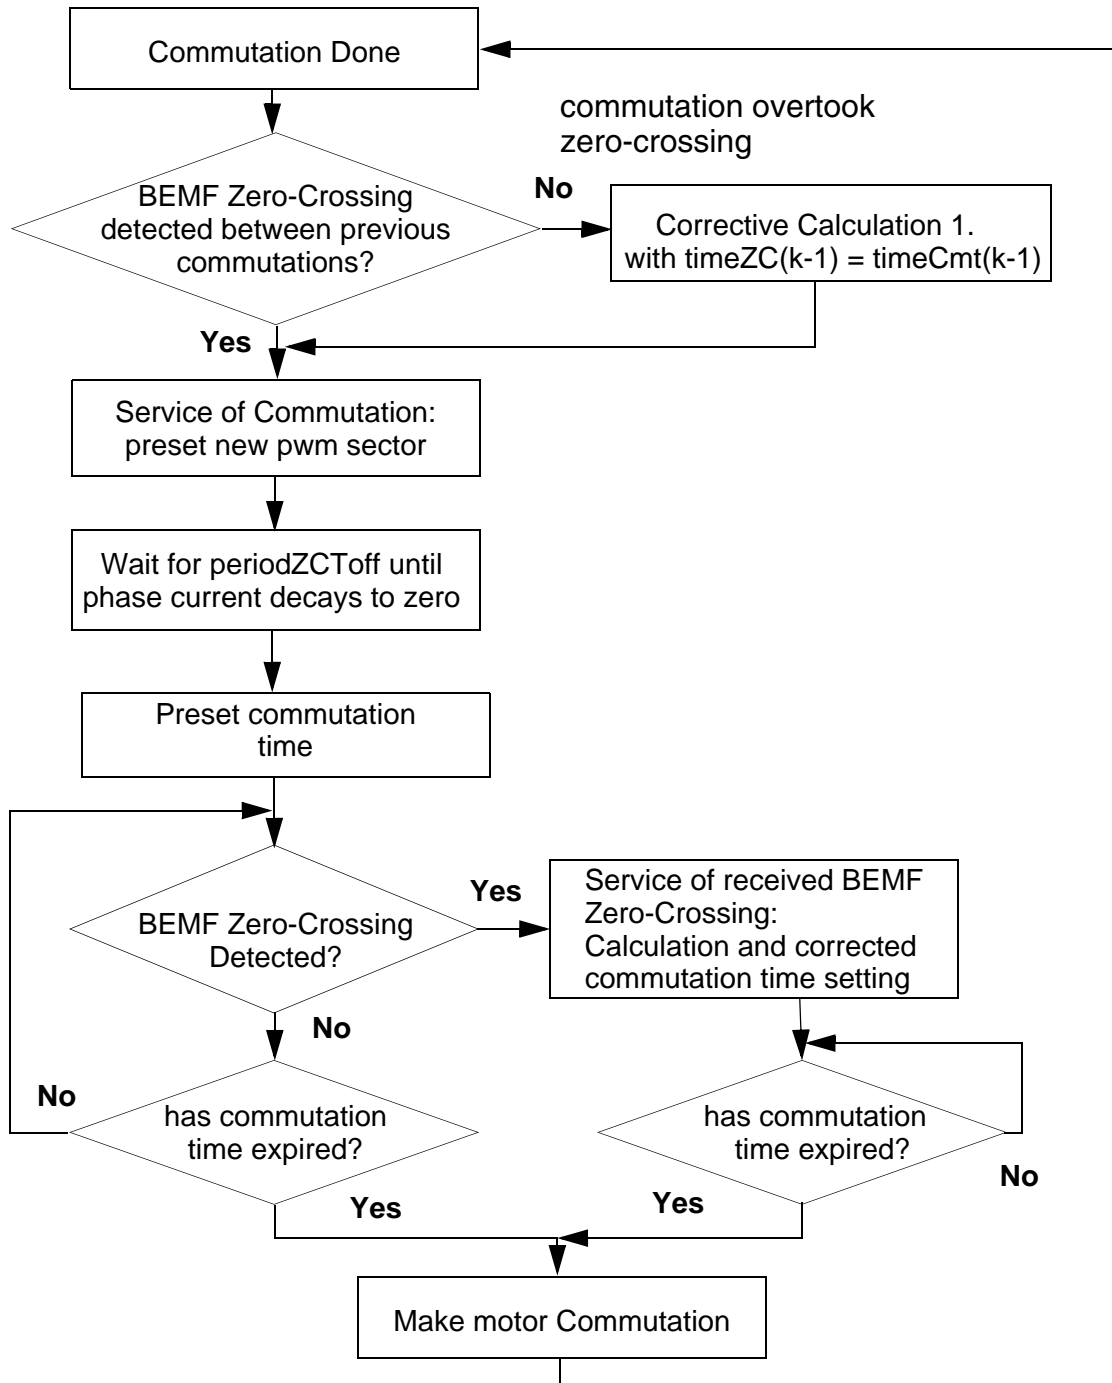 Commutation Done
commutation overtook
zero-crossing
BEMF Zero-Crossing
detected between previous
commutations?
No
Corrective Calculation 1.
with timeZC(k-1) = timeCmt(k-1)
Yes
Service of Commutation:
preset new pwm sector
Wait for periodZCToff until
phase current decays to zero
Preset commutation
time
BEMF Zero-Crossing
Detected?
Yes
Service of received BEMF
Zero-Crossing:
Calculation and corrected
commutation time setting
No
No
has commutation
time expired?
Yes
has commutation
time expired?
No
Yes
Make motor Commutation